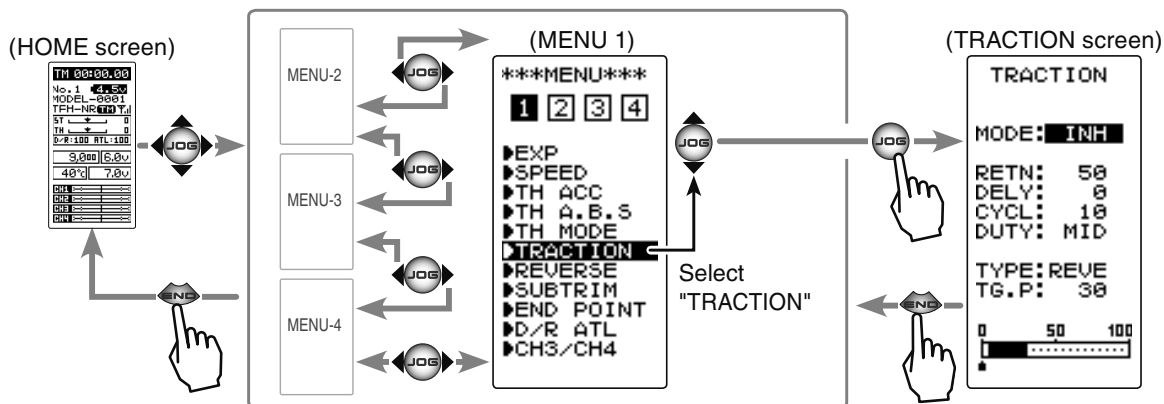 (HOME screen)
TM 00:00.00
No.1 4.5v
MODEL-0001
TFH-NR TM
ST 0
TH 0
D/R:100 ATL:100
6.0v
40℃ 7.0v
CH1
CH2
CH3
CH4
JOG
END
MENU-2
MENU-3
MENU-4
JOG
JOG
JOG
JOG
(MENU 1)
***MENU***
1 2 3 4
EXP
SPEED
TH ACC
TH A.B.S
TH MODE
TRACTION
REVERSE
SUBTRIM
END POINT
D/R ATL
CH3/CH4
JOG
Select
"TRACTION"
JOG
END
(TRACTION screen)
TRACTION
MODE: INH
RETN: 50
DELY: 0
CYCL: 10
DUTY: MID
TYPE:REVE
TG.P: 30
0 50 100